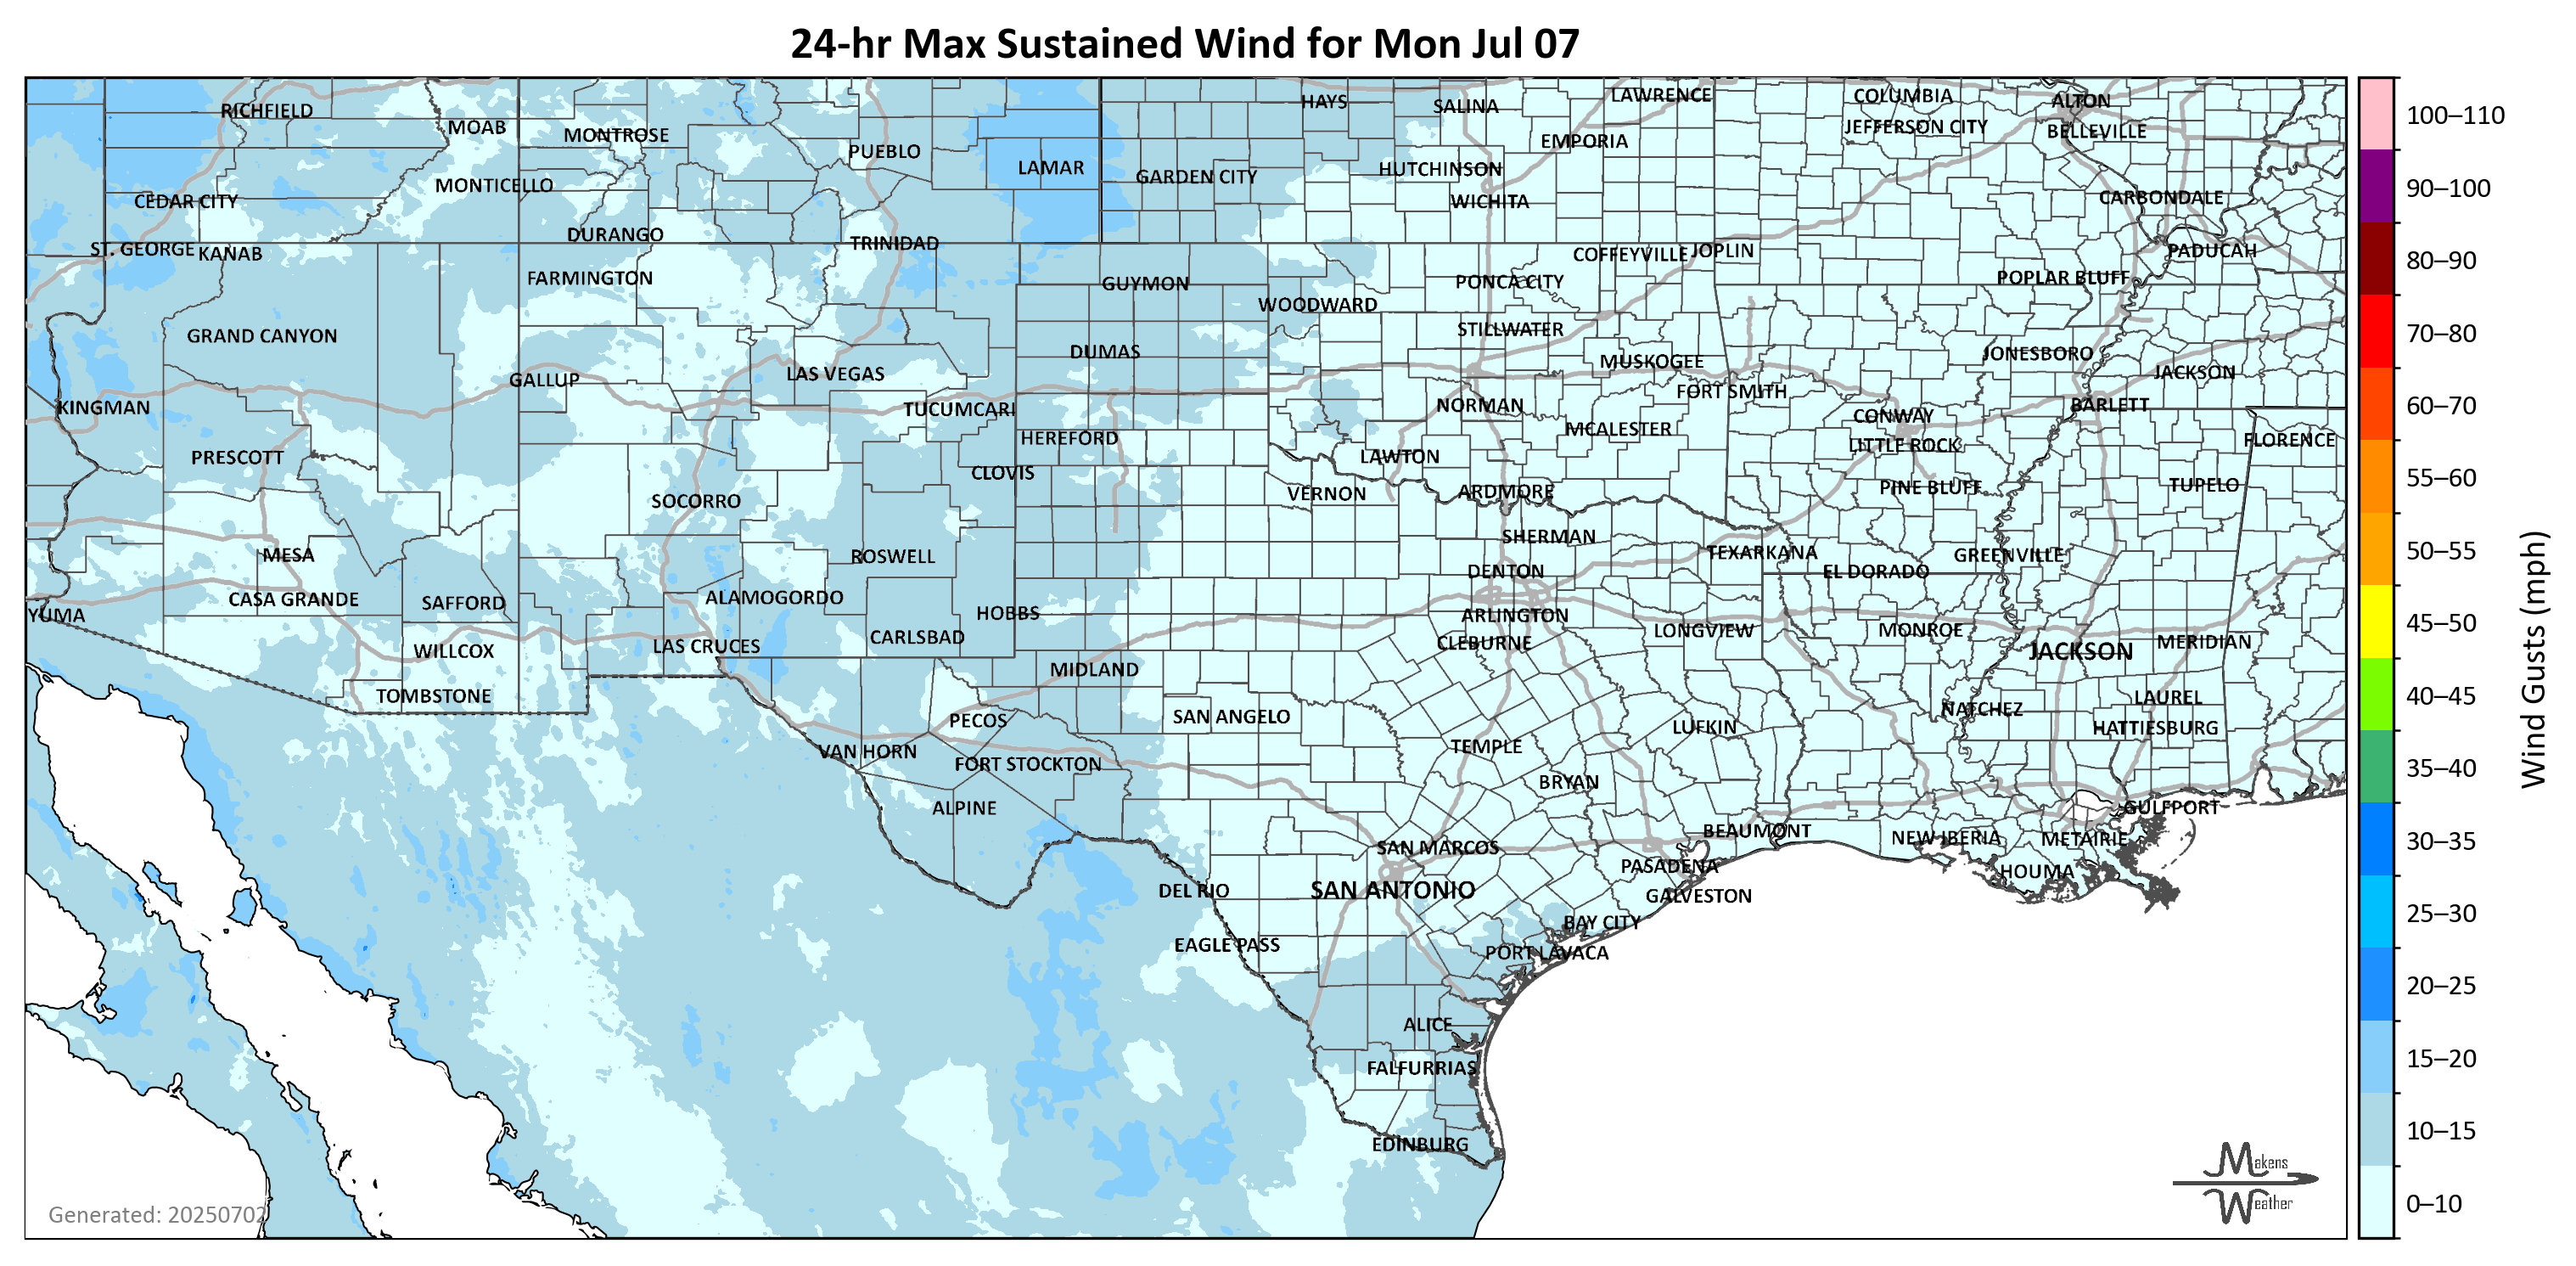 24-hr Max Sustained Wind for Mon Jul 07
RICHFIELD
MOAB
MONTROSE
PUEBLO
LAMAR
HAYS
SALINA
LAWRENCE
COLUMBIA
ALTON
JEFFERSON CITY
BELLEVILLE
EMPORIA
HUTCHINSON
GARDEN CITY
MONTICELLO
CEDAR CITY
WICHITA
CARBONDALE
DURANGO
TRINIDAD
ST. GEORGE
KANAB
COFFEYVILLE
JOPLIN
PADUCAH
FARMINGTON
GUYMON
PONCA CITY
POPLAR BLUFF
WOODWARD
GRAND CANYON
STILLWATER
DUMAS
MUSKOGEE
JONESBORO
GALLUP
LAS VEGAS
FORT SMITH
JACKSON
KINGMAN
TUCUMCARI
NORMAN
CONWAY
BARLETT
HEREFORD
MCALESTER
LITTLE ROCK
FLORENCE
PRESCOTT
CLOVIS
LAWTON
SOCORRO
VERNON
ARDMORE
PINE BLUFF
TUPELO
MESA
ROSWELL
SHERMAN
TEXARKANA
GREENVILLE
DENTON
EL DORADO
CASA GRANDE
SAFFORD
ALAMOGORDO
YUMA
HOBBS
ARLINGTON
WILLCOX
LAS CRUCES
CARLSBAD
CLEBURNE
LONGVIEW
MONROE
JACKSON
MERIDIAN
MIDLAND
TOMBSTONE
PECOS
SAN ANGELO
LUFKIN
NATCHEZ
LAUREL
HATTIESBURG
VAN HORN
FORT STOCKTON
TEMPLE
BRYAN
ALPINE
GULFPORT
BEAUMONT
NEW IBERIA
METAIRIE
SAN MARCOS
PASADENA
HOUMA
DEL RIO
SAN ANTONIO
GALVESTON
BAY CITY
EAGLE PASS
PORT LAVACA
ALICE
FALFURRIAS
EDINBURG
Generated: 20250702
Makens
Weather
100–110
90–100
80–90
70–80
60–70
55–60
50–55
45–50
40–45
35–40
30–35
25–30
20–25
15–20
10–15
0–10
Wind Gusts (mph)